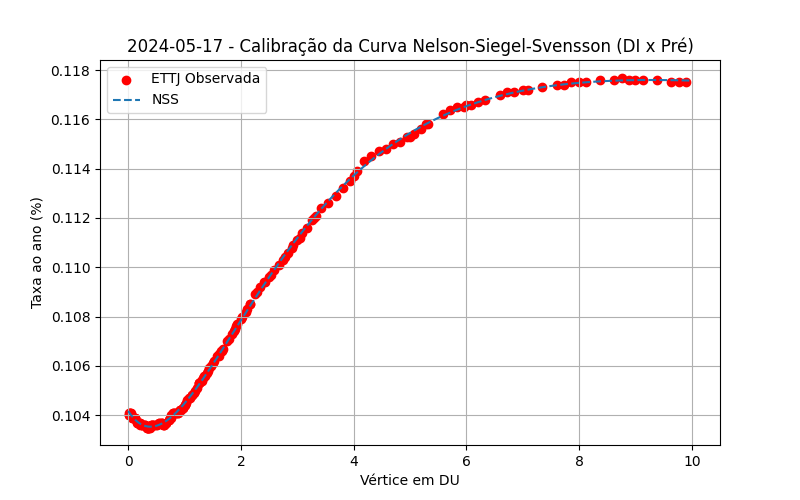 2024-05-17 - Calibração da Curva Nelson-Siegel-Svensson (DI x Pré)
ETTJ Observada
NSS
Taxa ao ano (%)
0.118
0.116
0.114
0.112
0.110
0.108
0.106
0.104
0 2 4 6 8 10
Vértice em DU